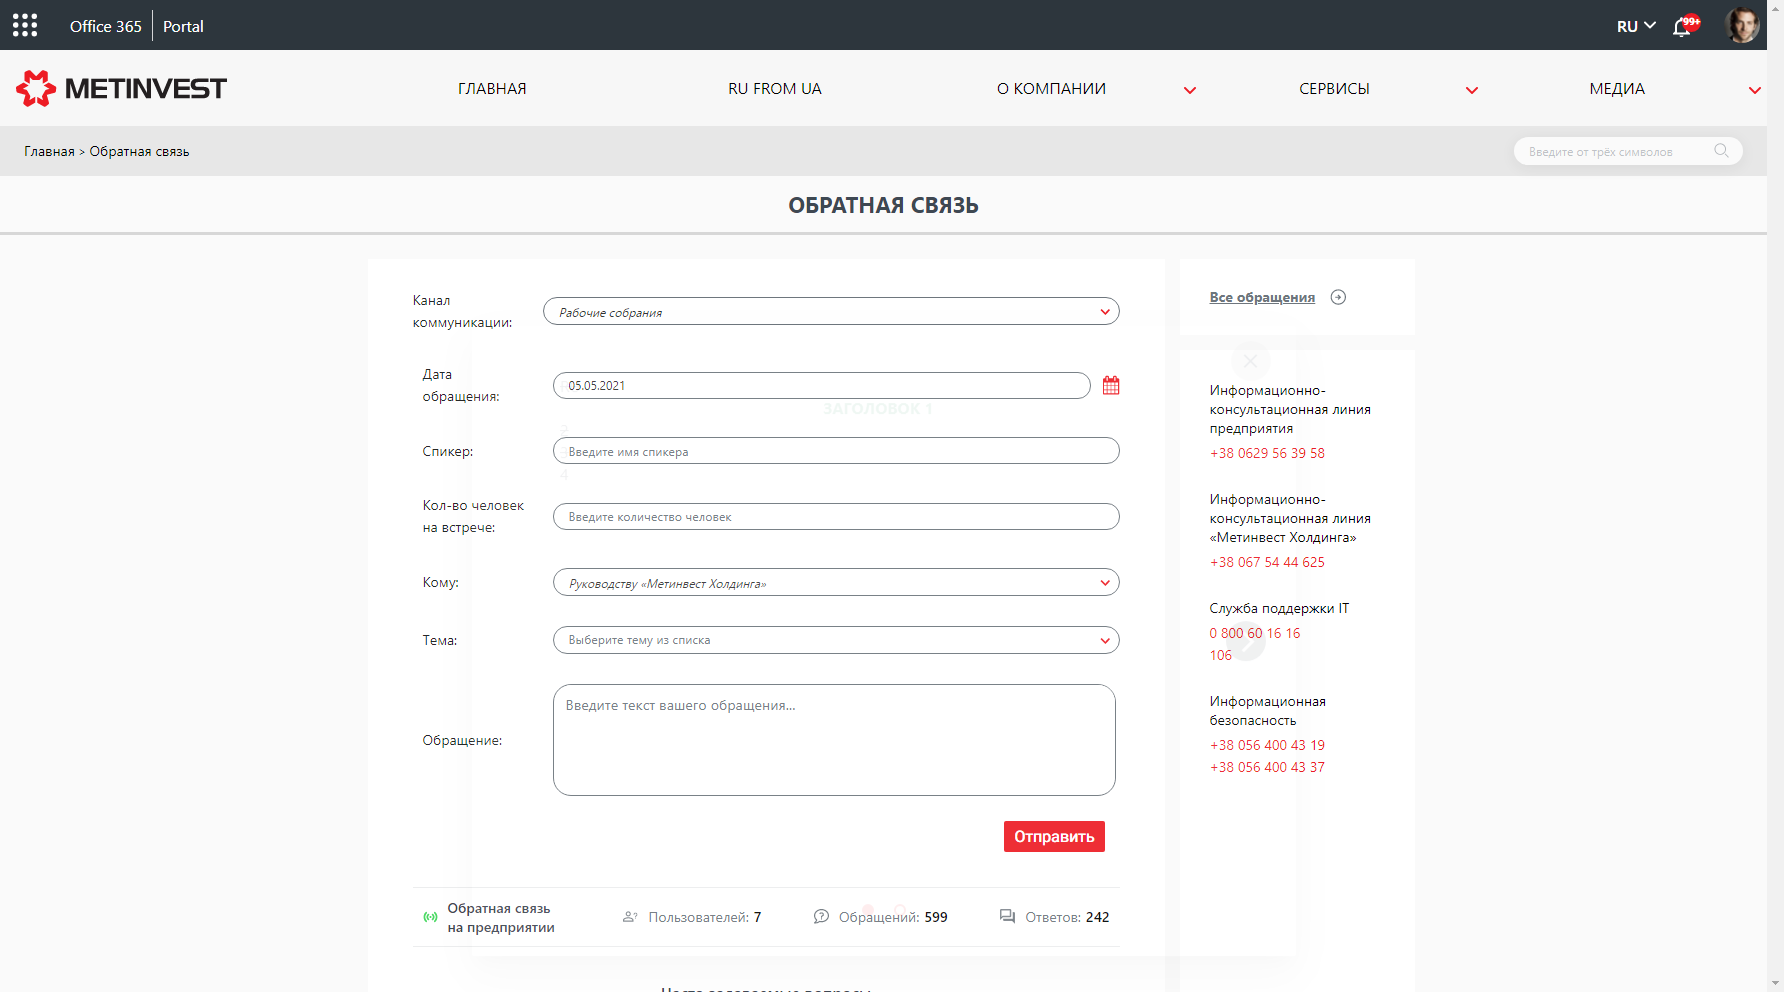 Office 365 Portal
RU 99+
METINVEST
ГЛАВНАЯ
RU FROM UA
О КОМПАНИИ
СЕРВИСЫ
МЕДИА
Главная > Обратная связь
Введите от трёх символов
ОБРАТНАЯ СВЯЗЬ
Канал
коммуникации:
Рабочие собрания
Дата
обращения:
05.05.2021
ЗАГОЛОВОК 1
Спикер:
Введите имя спикера
Кол-во человек
на встрече:
Введите количество человек
Кому:
Руководству «Метинвест Холдинга»
Тема:
Выберите тему из списка
Обращение:
Введите текст вашего обращения...
Отправить
Обратная связь
на предприятии
Пользователей: 7
Обращений: 599
Ответов: 242
Часто задаваемые вопросы
Все обращения
Информационно-
консультационная линия
предприятия
+38 0629 56 39 58
Информационно-
консультационная линия
«Метинвест Холдинга»
+38 067 54 44 625
Служба поддержки IT
0 800 60 16 16
106
Информационная
безопасность
+38 056 400 43 19
+38 056 400 43 37